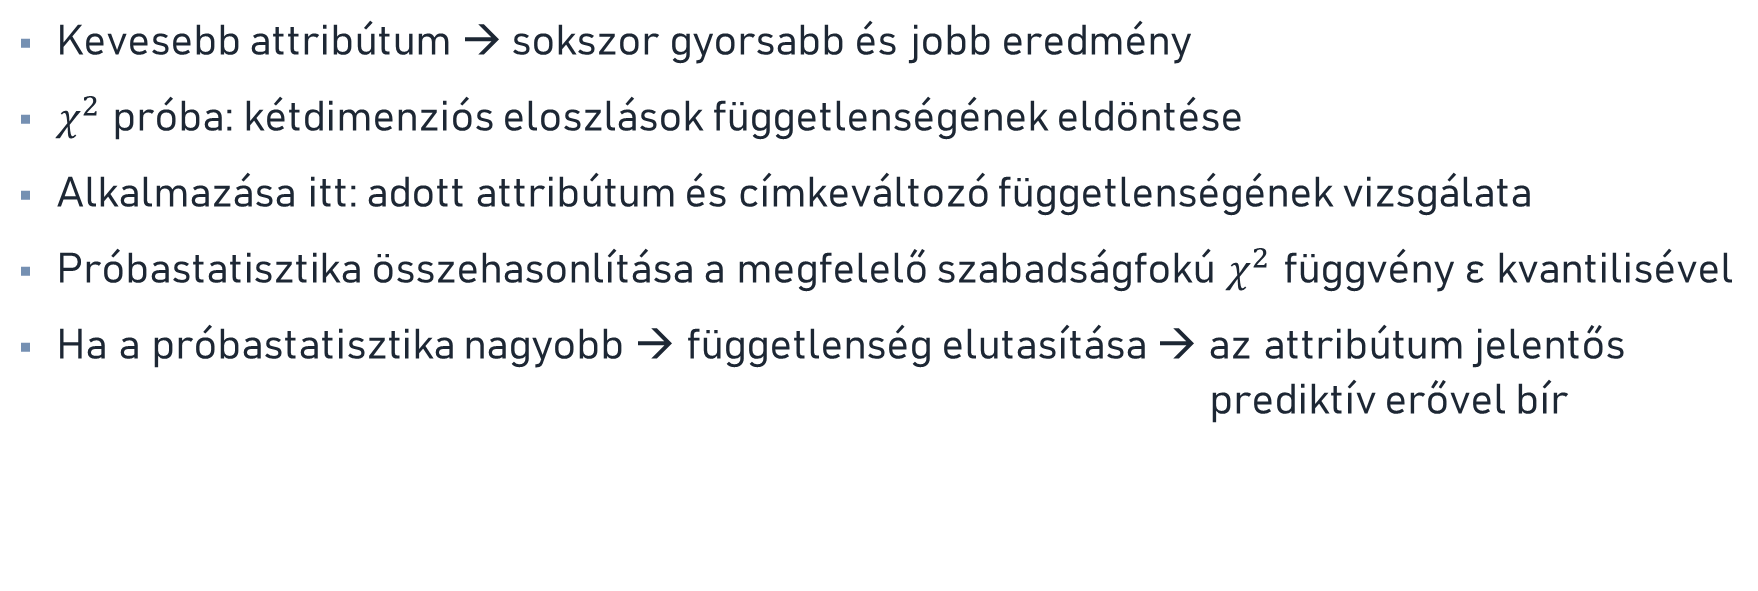 ▪ Kevesebb attribútum → sokszor gyorsabb és jobb eredmény
▪ χ² próba: kétdimenziós eloszlások függetlenségének eldöntése
▪ Alkalmazása itt: adott attribútum és címkeváltozó függetlenségének vizsgálata
▪ Próbastatisztika összehasonlítása a megfelelő szabadságfokú χ² függvény ε kvantilisével
▪ Ha a próbastatisztika nagyobb → függetlenség elutasítása → az attribútum jelentős
prediktív erővel bír